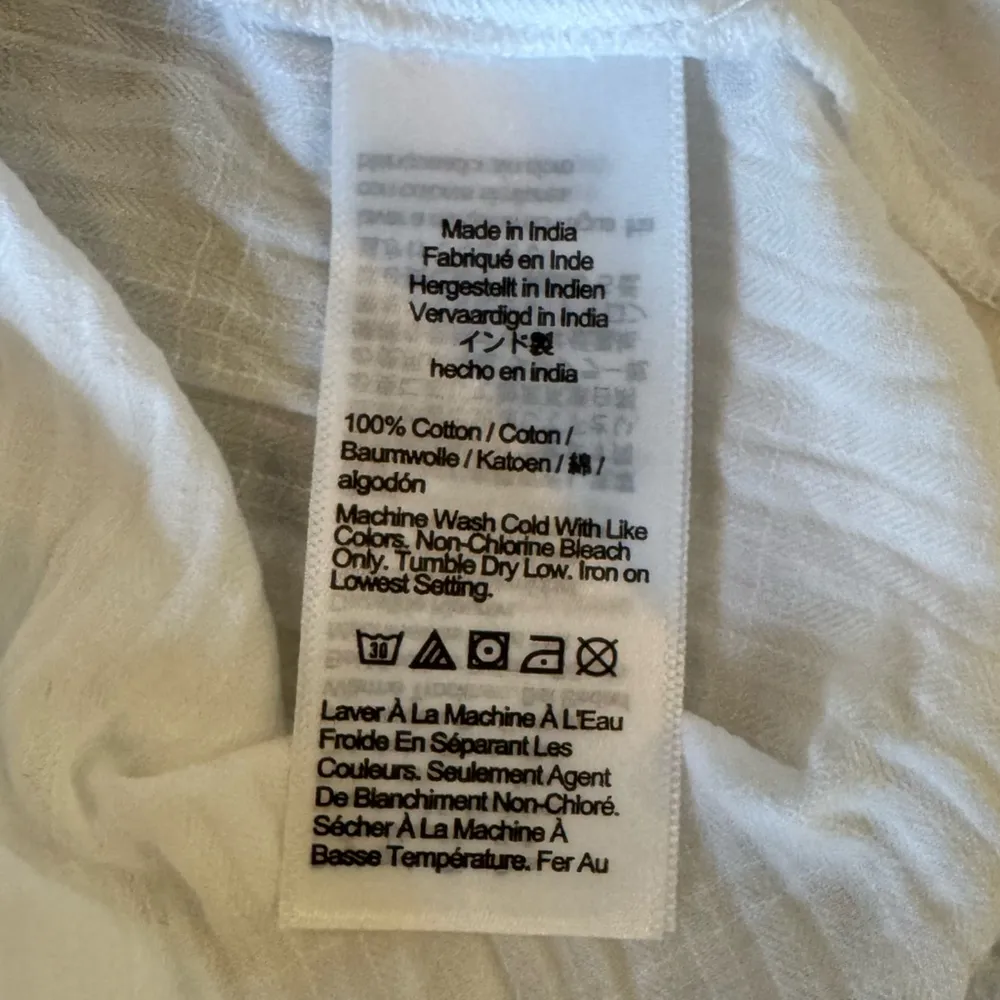 Made in India
Fabriqué en Inde
Hergestellt in Indien
Vervaardigd in India
インド製
hecho en india
100% Cotton / Coton /
Baumwolle / Katoen / 綿 /
algodón
Machine Wash Cold With Like
Colors. Non-Chlorine Bleach
Only. Tumble Dry Low. Iron on
Lowest Setting.
30
Laver À La Machine À L'Eau
Froide En Séparant Les
Couleurs. Seulement Agent
De Blanchiment Non-Chloré.
Sécher À La Machine À
Basse Température. Fer Au